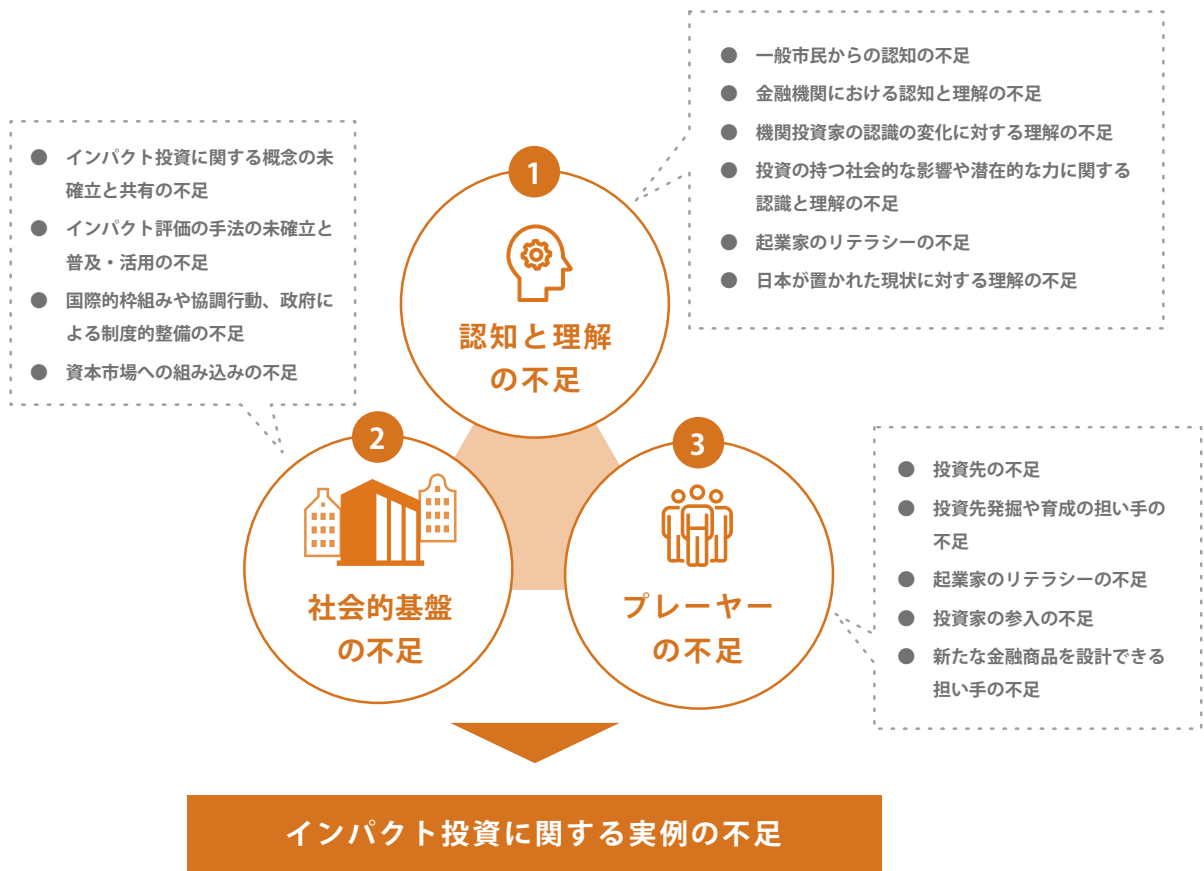 1
認知と理解
の不足
● 一般市民からの認知の不足
● 金融機関における認知と理解の不足
● 機関投資家の認識の変化に対する理解の不足
● 投資の持つ社会的な影響や潜在的な力に関する
認識と理解の不足
● 起業家のリテラシーの不足
● 日本が置かれた現状に対する理解の不足
● インパクト投資に関する概念の未
確立と共有の不足
● インパクト評価の手法の未確立と
普及・活用の不足
● 国際的枠組みや協調行動、政府に
よる制度的整備の不足
● 資本市場への組み込みの不足
2
社会的基盤
の不足
3
プレーヤー
の不足
● 投資先の不足
● 投資先発掘や育成の担い手の
不足
● 起業家のリテラシーの不足
● 投資家の参入の不足
● 新たな金融商品を設計できる
担い手の不足
インパクト投資に関する実例の不足